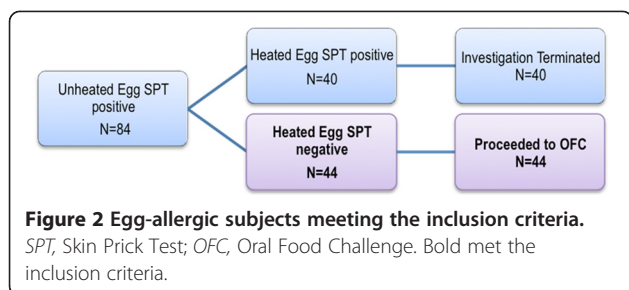 Unheated Egg SPT
positive
N=84
Heated Egg SPT positive
N=40
Investigation Terminated
N=40
Heated Egg SPT
negative
N=44
Proceeded to OFC
N=44
Figure 2 Egg-allergic subjects meeting the inclusion criteria.
SPT, Skin Prick Test; OFC, Oral Food Challenge. Bold met the
inclusion criteria.